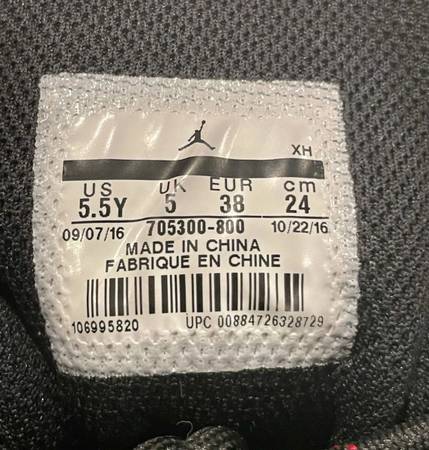 XH
US UK EUR cm
5.5Y 5 38 24
09/07/16 705300-800 10/22/16
MADE IN CHINA
FABRIQUE EN CHINE
106995820 UPC 00884726328729